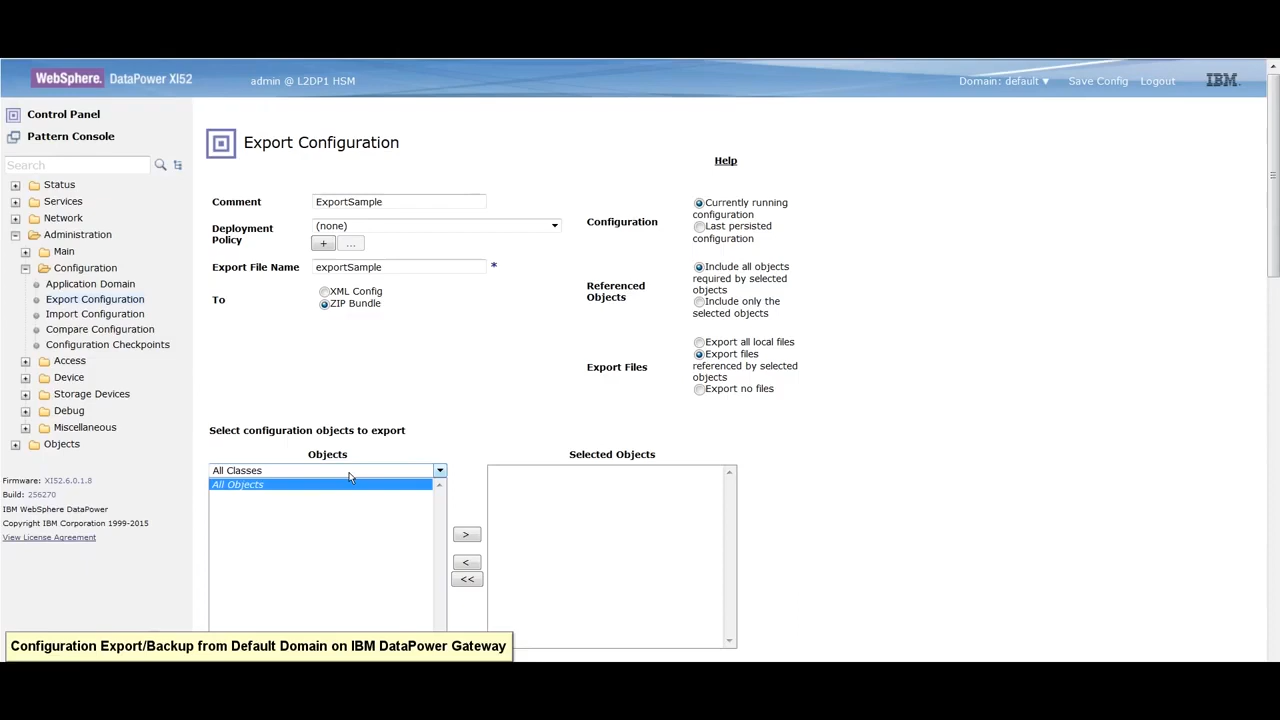 WebSphere. DataPower XI52
admin @ L2DP1 HSM
Domain: default ▼
Save Config
Logout
IBM
Control Panel
Pattern Console
Search
Status
Services
Network
Administration
Main
Configuration
Application Domain
Export Configuration
Import Configuration
Compare Configuration
Configuration Checkpoints
Access
Device
Storage Devices
Debug
Miscellaneous
Objects
Firmware: XI52.6.0.1.8
Build: 256270
IBM WebSphere DataPower
Copyright IBM Corporation 1999-2015
View License Agreement
Export Configuration
Help
Comment
ExportSample
Deployment
Policy
(none)
+
...
Export File Name
exportSample
*
To
XML Config
ZIP Bundle
Configuration
Currently running
configuration
Last persisted
configuration
Referenced
Objects
Include all objects
required by selected
objects
Include only the
selected objects
Export Files
Export all local files
Export files
referenced by selected
objects
Export no files
Select configuration objects to export
Objects
All Classes
All Objects
>
<
<<
Selected Objects
Configuration Export/Backup from Default Domain on IBM DataPower Gateway